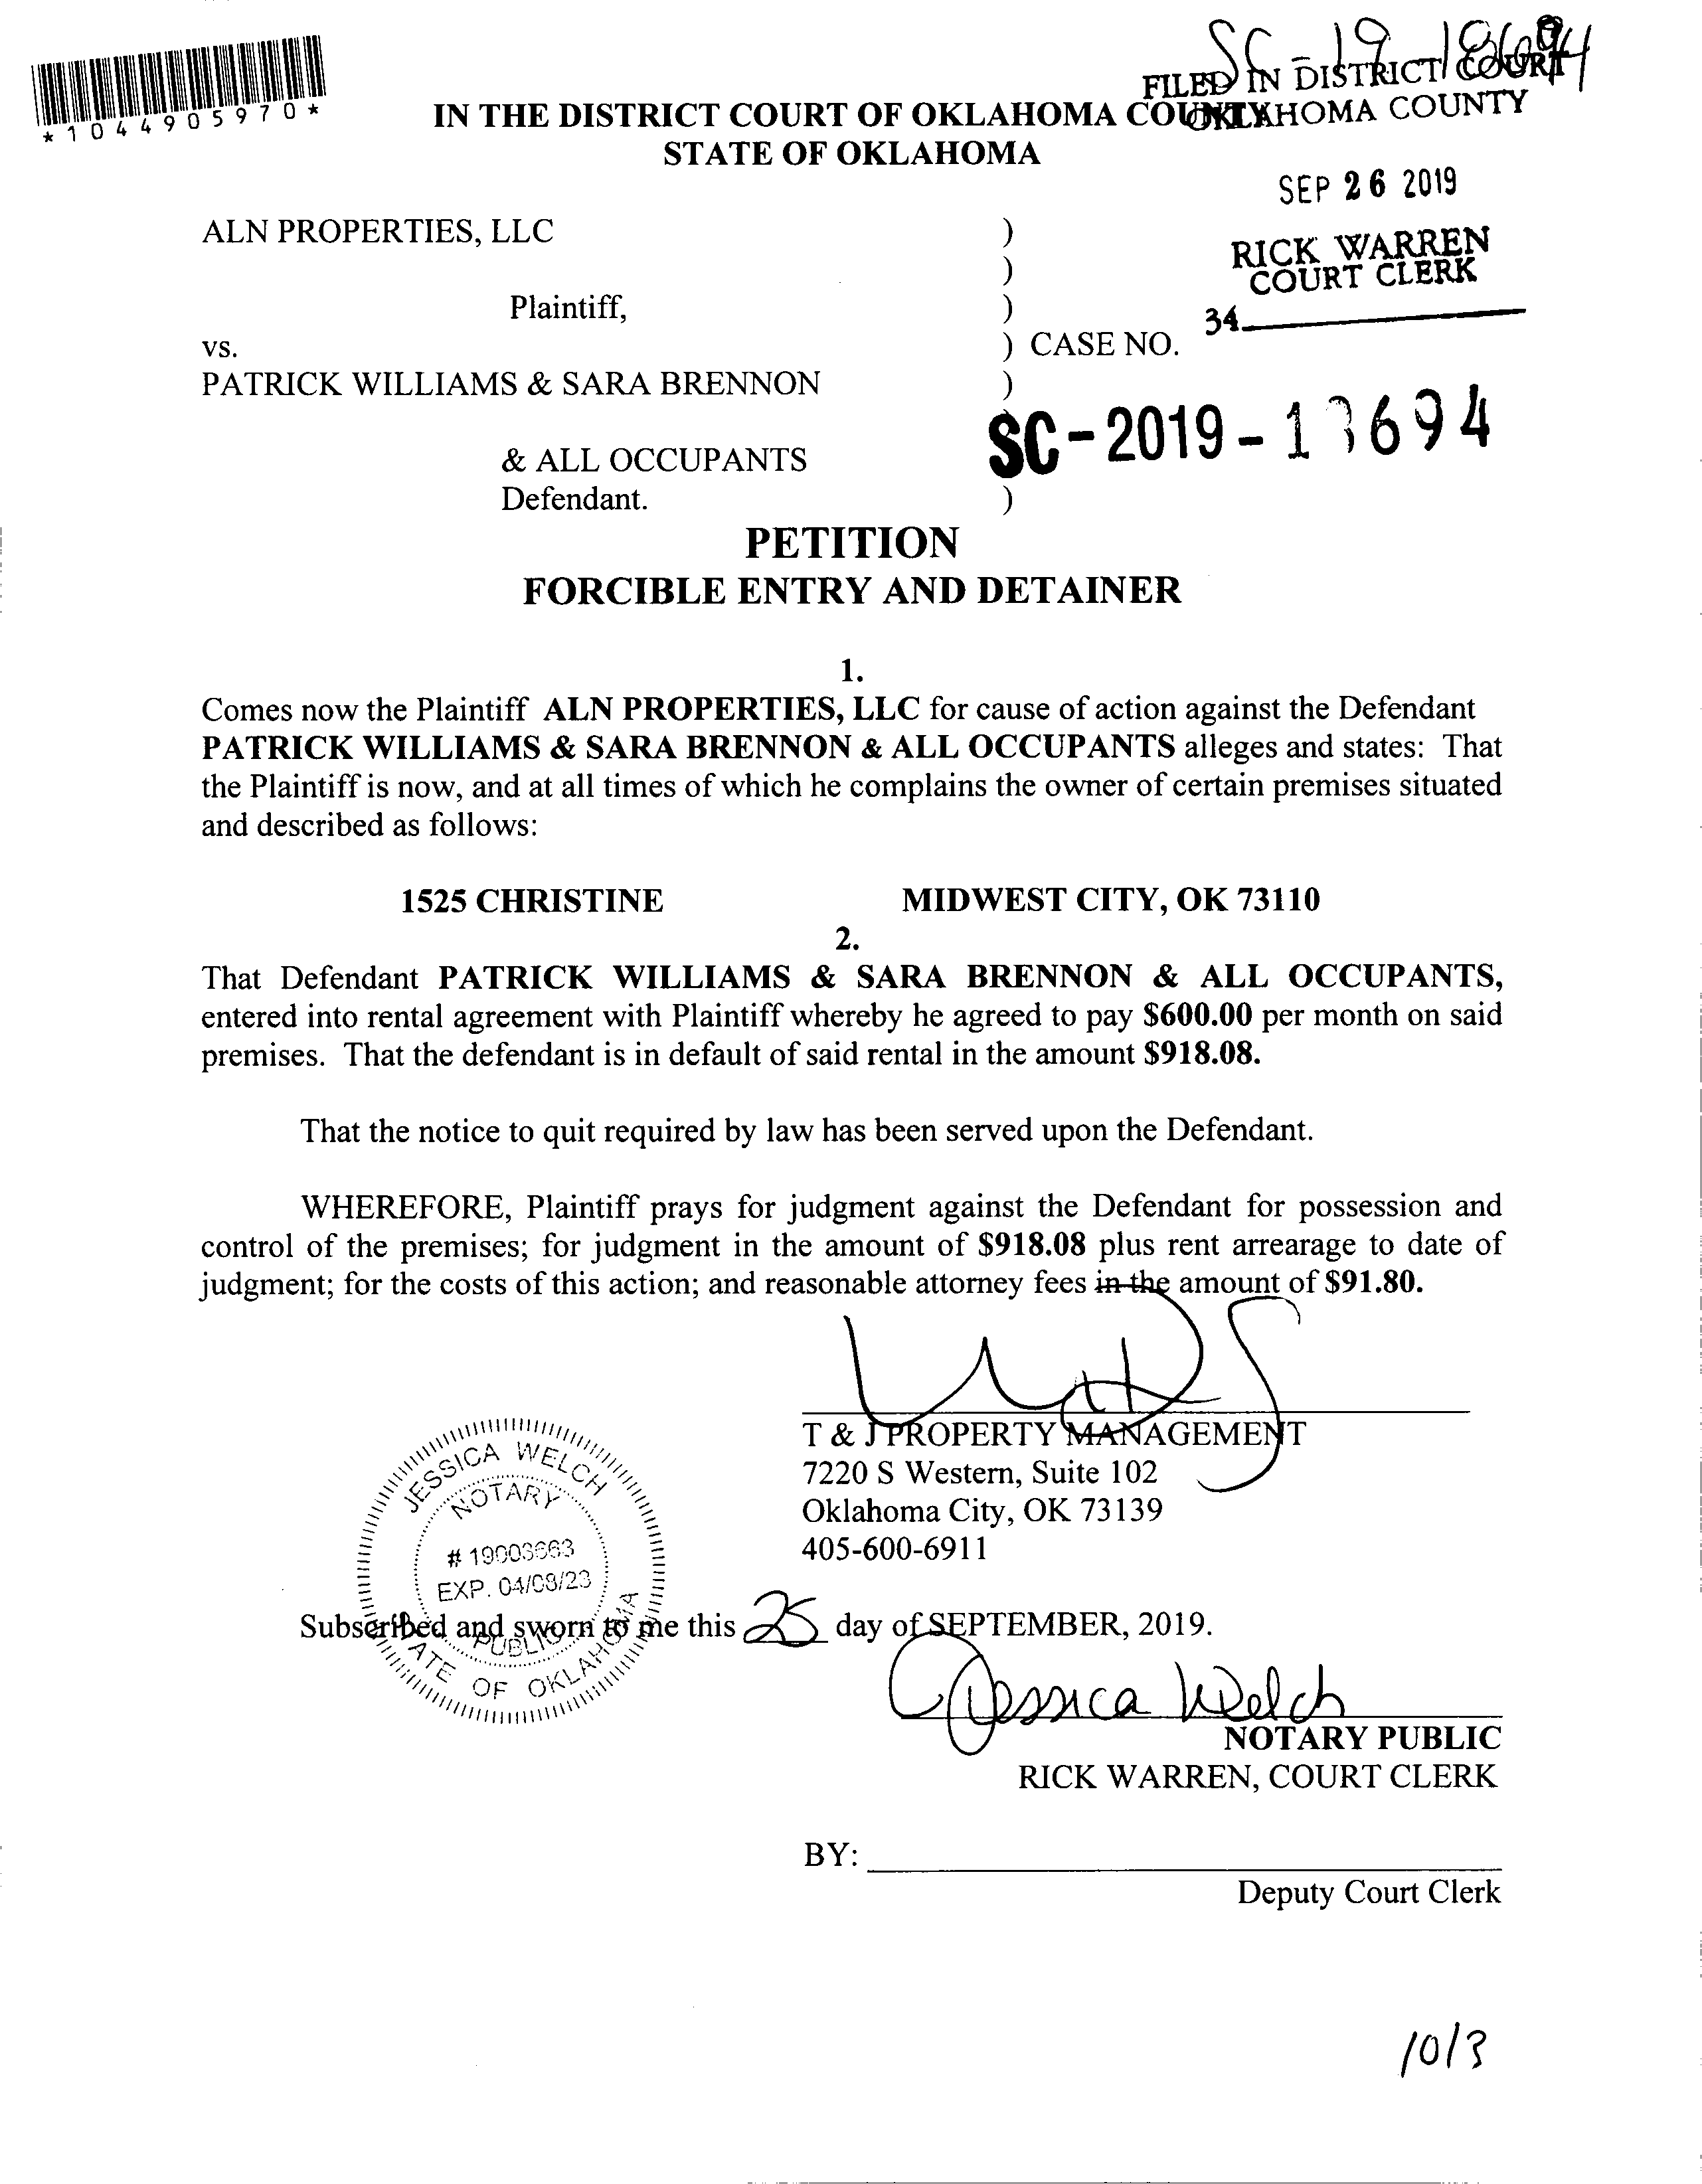 *1044905970*
SC-19-18694
FILED IN DISTRICT COURT
OKLAHOMA COUNTY
IN THE DISTRICT COURT OF OKLAHOMA COUNTY
STATE OF OKLAHOMA
SEP 26 2019
RICK WARREN
COURT CLERK
34
ALN PROPERTIES, LLC )
)
Plaintiff, )
vs. ) CASE NO.
PATRICK WILLIAMS & SARA BRENNON )
SC-2019-18694
& ALL OCCUPANTS
Defendant. )
PETITION
FORCIBLE ENTRY AND DETAINER
1.
Comes now the Plaintiff ALN PROPERTIES, LLC for cause of action against the Defendant
PATRICK WILLIAMS & SARA BRENNON & ALL OCCUPANTS alleges and states: That
the Plaintiff is now, and at all times of which he complains the owner of certain premises situated
and described as follows:
1525 CHRISTINE MIDWEST CITY, OK 73110
2.
That Defendant PATRICK WILLIAMS & SARA BRENNON & ALL OCCUPANTS,
entered into rental agreement with Plaintiff whereby he agreed to pay $600.00 per month on said
premises. That the defendant is in default of said rental in the amount $918.08.
That the notice to quit required by law has been served upon the Defendant.
WHEREFORE, Plaintiff prays for judgment against the Defendant for possession and
control of the premises; for judgment in the amount of $918.08 plus rent arrearage to date of
judgment; for the costs of this action; and reasonable attorney fees in the amount of $91.80.
T & J PROPERTY MANAGEMENT
7220 S Western, Suite 102
Oklahoma City, OK 73139
405-600-6911
JESSICA WELCH
NOTARY
# 19003663
EXP. 04/08/23
PUBLIC
STATE OF OKLAHOMA
Subscribed and sworn to me this 25 day of SEPTEMBER, 2019.
Jessica Welch
NOTARY PUBLIC
RICK WARREN, COURT CLERK
BY:
Deputy Court Clerk
10/3